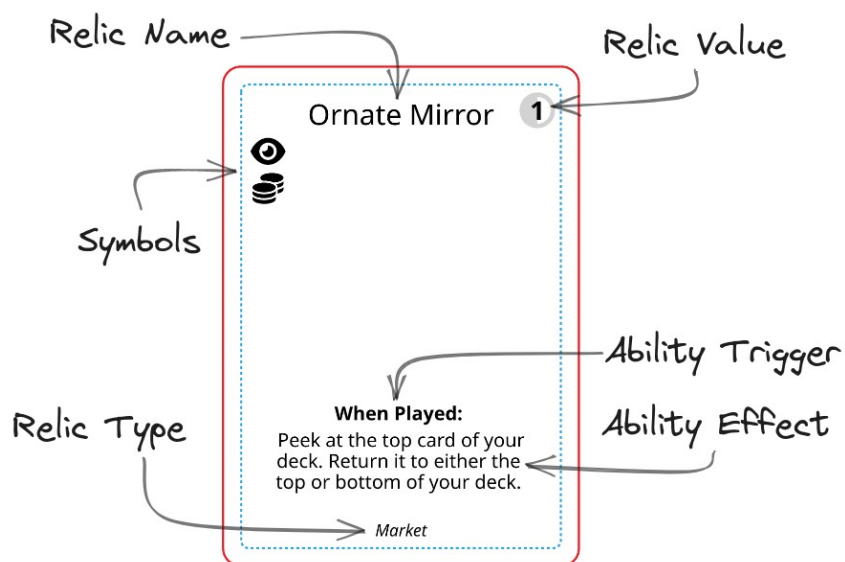 Relic Name
Relic Value
Ornate Mirror
1
Symbols
Ability Trigger
When Played:
Relic Type
Ability Effect
Peek at the top card of your
deck. Return it to either the
top or bottom of your deck.
Market